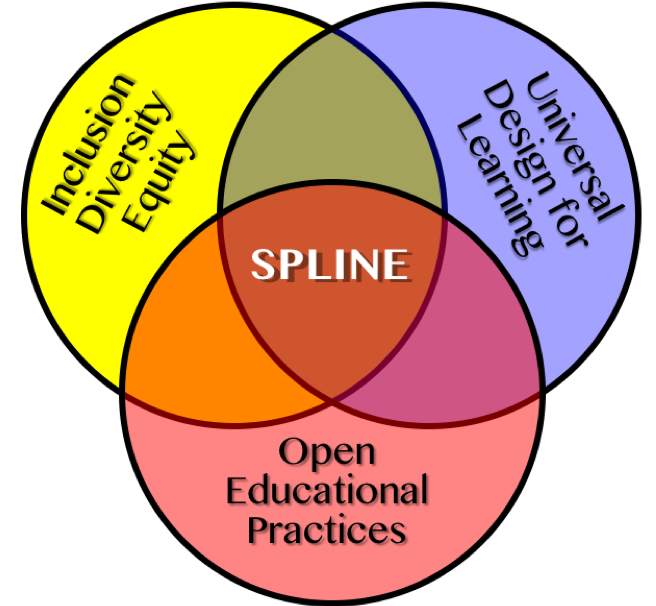 Inclusion
Diversity
Equity
Universal
Design for
Learning
SPLINE
Open
Educational
Practices